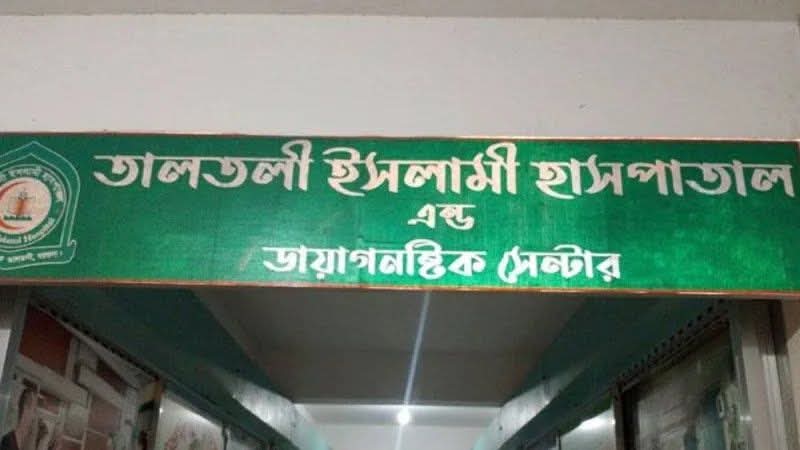 তালতলী ইসলামী হাসপাতাল
এন্ড
ডায়াগনষ্টিক সেন্টার